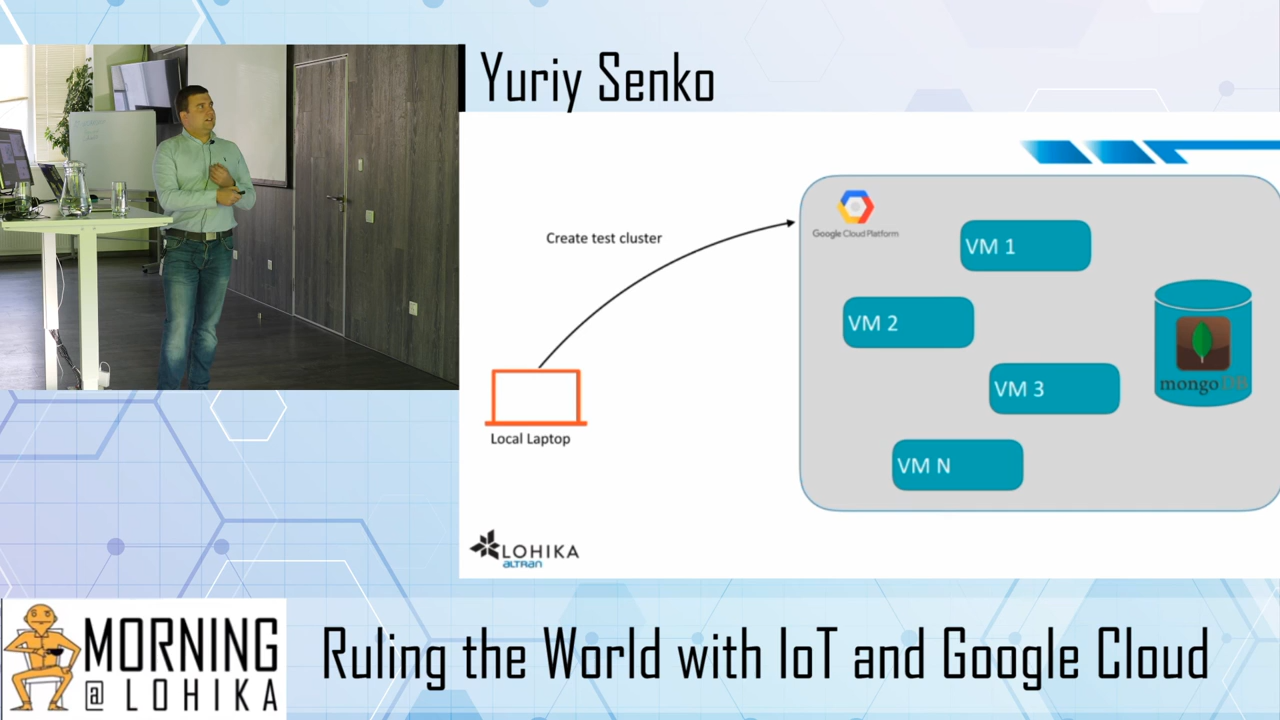 Yuriy Senko
Create test cluster
Google Cloud Platform
VM 1
VM 2
VM 3
VM N
mongoDB
Local Laptop
LOHIKA
altran
MORNING
@ LOHIKA
Ruling the World with IoT and Google Cloud